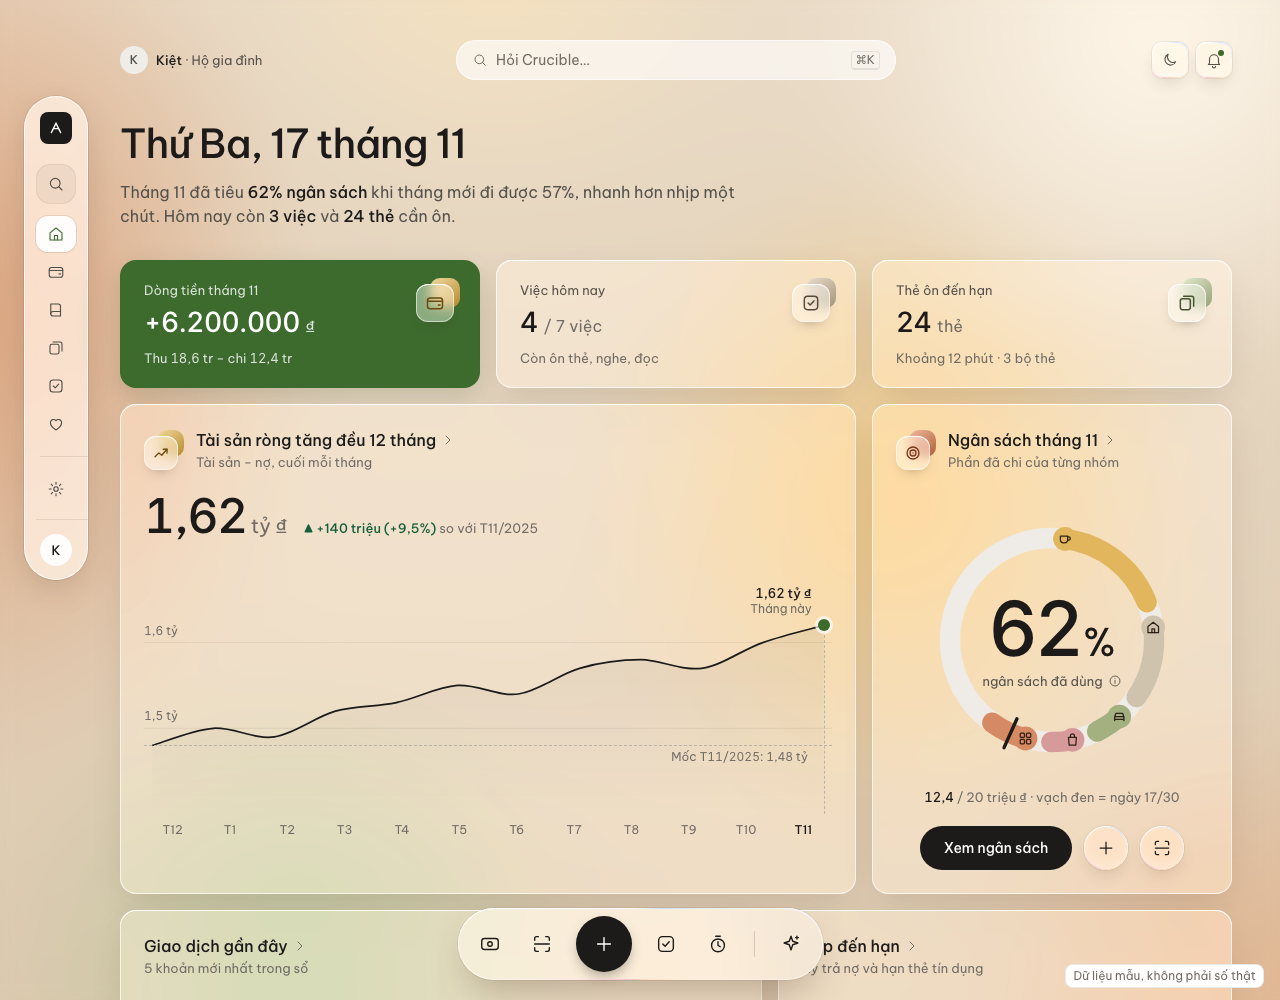 K Kiệt · Hộ gia đình
Hỏi Crucible... ⌘K
Thứ Ba, 17 tháng 11
Tháng 11 đã tiêu 62% ngân sách khi tháng mới đi được 57%, nhanh hơn nhịp một
chút. Hôm nay còn 3 việc và 24 thẻ cần ôn.
Dòng tiền tháng 11
+6.200.000 ₫
Thu 18,6 tr − chi 12,4 tr
Việc hôm nay
4 / 7 việc
Còn ôn thẻ, nghe, đọc
Thẻ ôn đến hạn
24 thẻ
Khoảng 12 phút · 3 bộ thẻ
Tài sản ròng tăng đều 12 tháng
Tài sản − nợ, cuối mỗi tháng
1,62 tỷ ₫ ▲ +140 triệu (+9,5%) so với T11/2025
1,62 tỷ ₫
Tháng này
1,6 tỷ
1,5 tỷ
Mốc T11/2025: 1,48 tỷ
T12 T1 T2 T3 T4 T5 T6 T7 T8 T9 T10 T11
Ngân sách tháng 11
Phần đã chi của từng nhóm
62%
ngân sách đã dùng
12,4 / 20 triệu ₫ · vạch đen = ngày 17/30
Xem ngân sách
K
Giao dịch gần đây
5 khoản mới nhất trong sổ
p đến hạn
y trả nợ và hạn thẻ tín dụng
Dữ liệu mẫu, không phải số thật